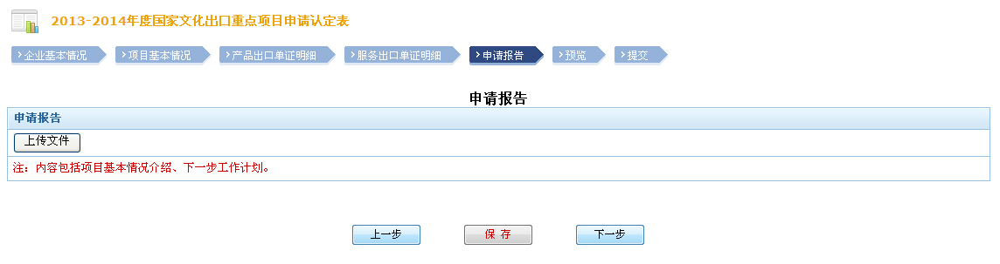 2013-2014年度国家文化出口重点项目申请认定表
企业基本情况 项目基本情况 产品出口单证明细 服务出口单证明细 申请报告 预览 提交
申请报告
申请报告
上传文件
注：内容包括项目基本情况介绍、下一步工作计划。
上一步 保 存 下一步